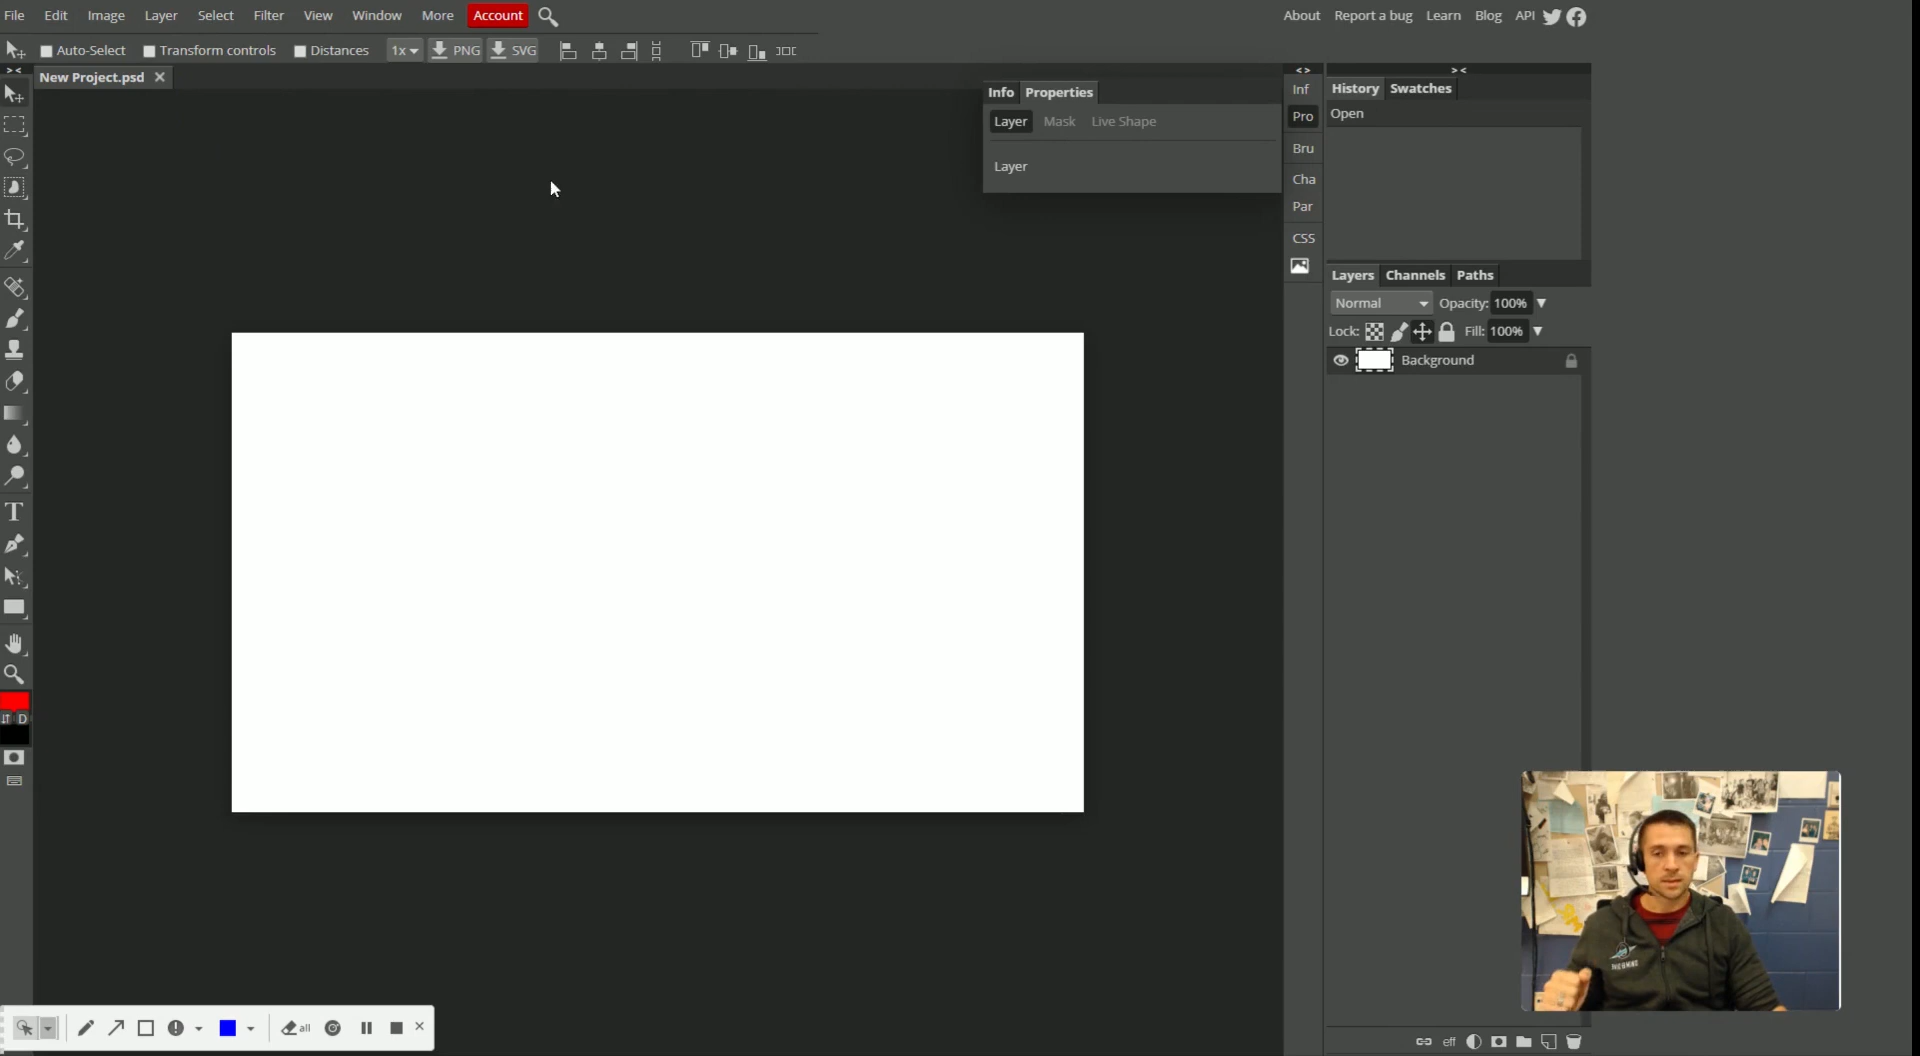 File Edit Image Layer Select Filter View Window More Account
About Report a bug Learn Blog API
Auto-Select Transform controls Distances 1x PNG SVG
New Project.psd
Info Properties
Layer Mask Live Shape
Layer
Inf
Pro
Bru
Cha
Par
CSS
History Swatches
Open
Layers Channels Paths
Normal Opacity: 100%
Lock: Fill: 100%
Background
D
all
eff